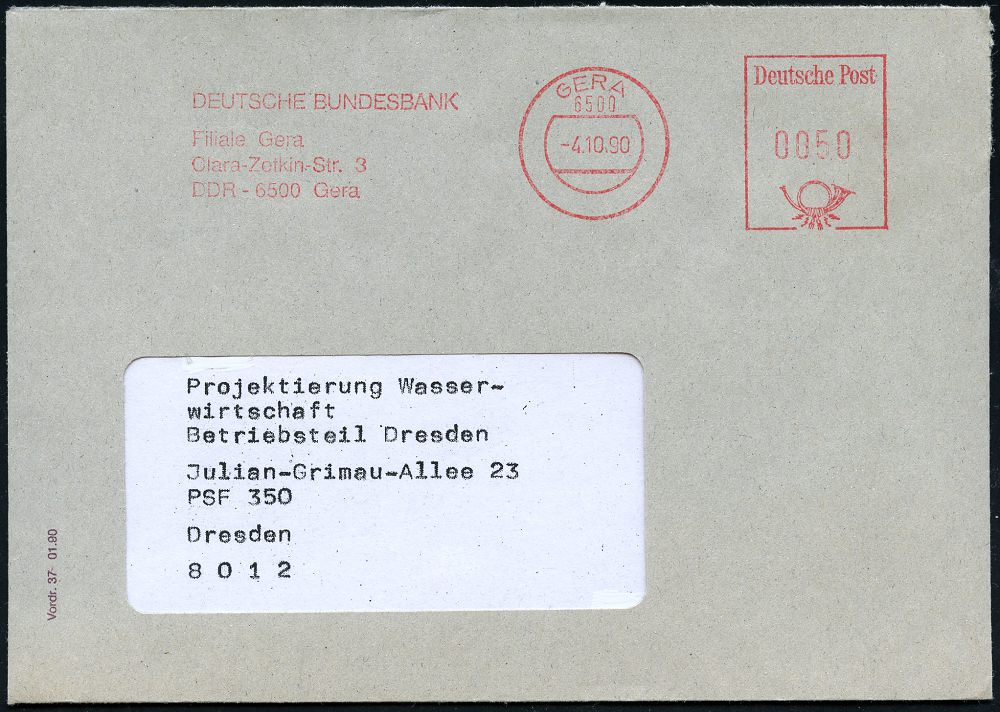 DEUTSCHE BUNDESBANK
Filiale Gera
Clara-Zetkin-Str. 3
DDR - 6500 Gera
GERA
6500
-4.10.90
Deutsche Post
0050
Projektierung Wasser-
wirtschaft
Betriebsteil Dresden
Julian-Grimau-Allee 23
PSF 350
Dresden
8 0 1 2
Vordr. 37 01.90